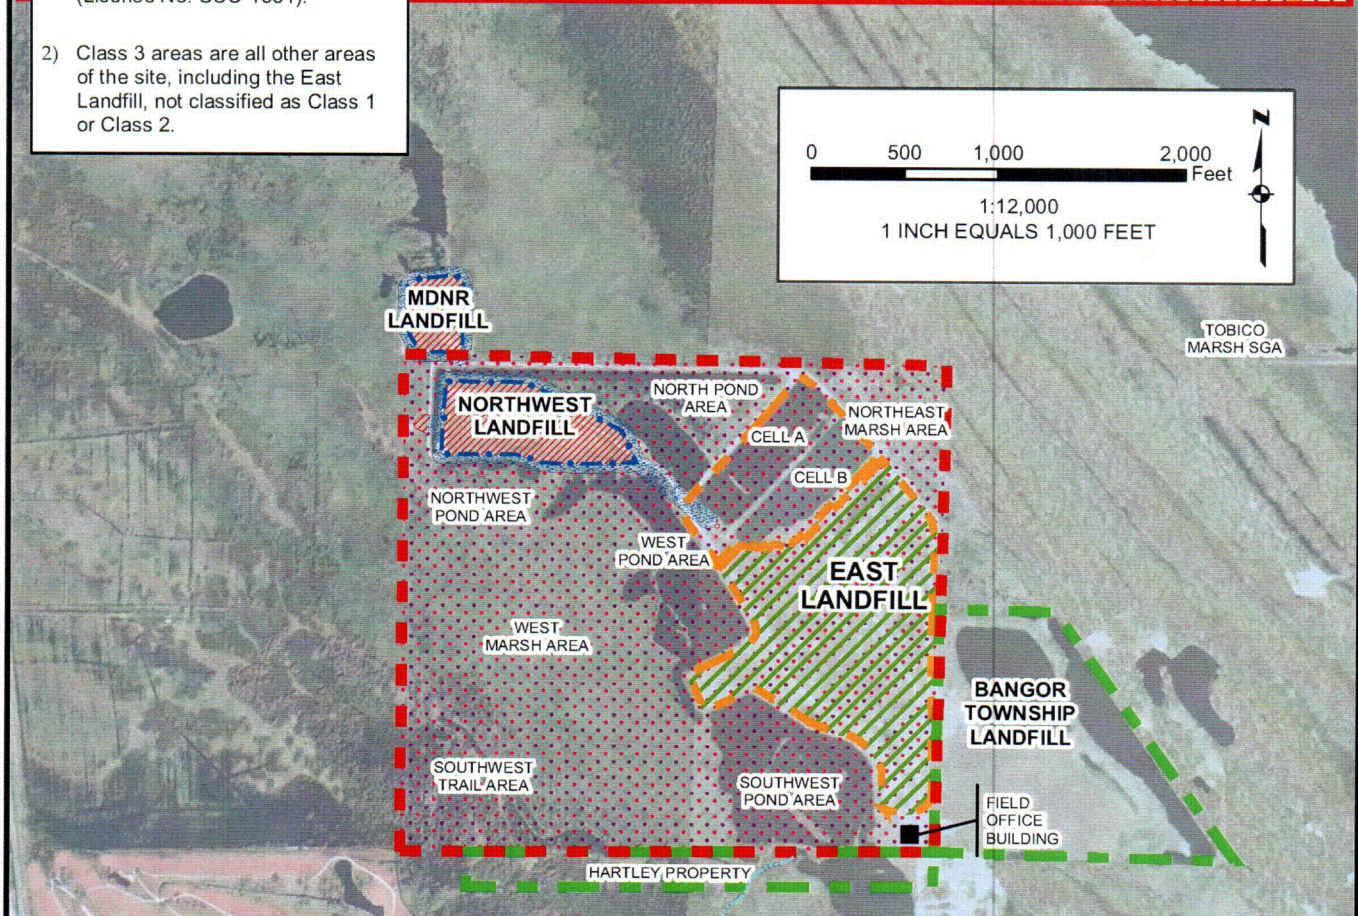 2) Class 3 areas are all other areas
of the site, including the East
Landfill, not classified as Class 1
or Class 2.
0 500 1,000 2,000
Feet
1:12,000
1 INCH EQUALS 1,000 FEET
Z
MDNR
LANDFILL
TOBICO
MARSH SGA
NORTHWEST
LANDFILL
NORTH POND
AREA
NORTHEAST
MARSH AREA
CELL A
CELL B
NORTHWEST
POND AREA
WEST
POND AREA
EAST
LANDFILL
WEST
MARSH AREA
BANGOR
TOWNSHIP
LANDFILL
SOUTHWEST
TRAIL AREA
SOUTHWEST
POND AREA
FIELD
OFFICE
BUILDING
HARTLEY PROPERTY